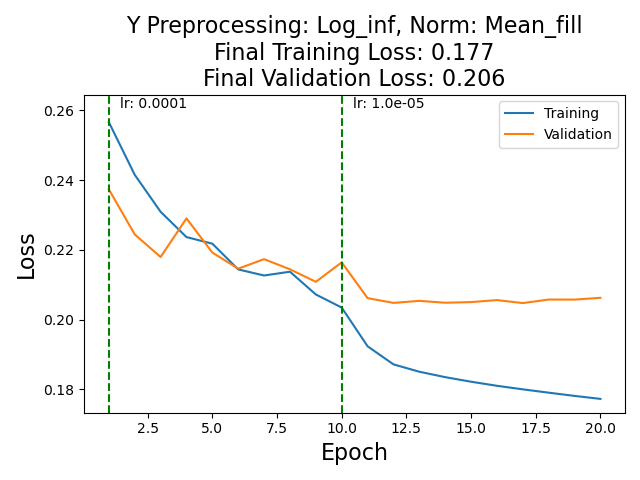 Y Preprocessing: Log_inf, Norm: Mean_fill
Final Training Loss: 0.177
Final Validation Loss: 0.206
lr: 0.0001
lr: 1.0e-05
Training
Validation
0.26
0.24
0.22
0.20
0.18
Loss
2.5
5.0
7.5
10.0
12.5
15.0
17.5
20.0
Epoch